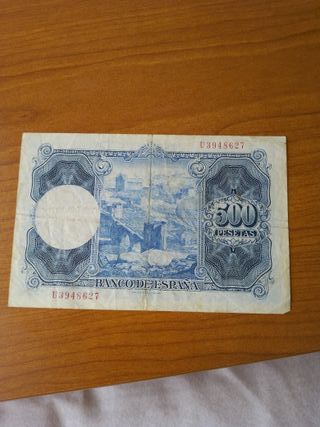 U3948627
500
PESETAS
BANCO DE ESPAÑA
U3948627